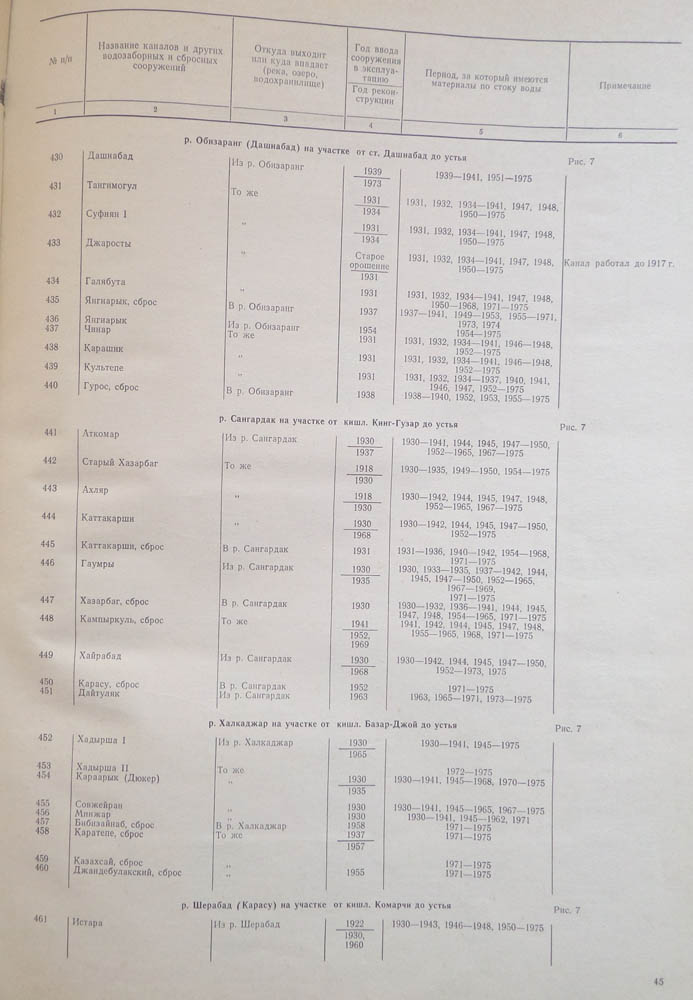 № п/п
Название каналов и других
водозаборных и сбросных
сооружений
Откуда выходит
или куда впадает
(река, озеро,
водохранилище)
Год ввода
сооружения
в эксплуа-
тацию
Год рекон-
струкции
Период, за который имеются
материалы по стоку воды
Примечание
1 2 3 4 5 6
р. Обизаранг (Дашнабад) на участке от ст. Дашнабад до устья
Рис. 7
430 Дашнабад Из р. Обизаранг 1939 1939—1941, 1951—1975
1973
431 Тангимогул То же 1931 1931, 1932, 1934—1941, 1947, 1948,
1934 1950—1975
432 Суфиян I „ 1931 1931, 1932, 1934—1941, 1947, 1948,
1934 1950—1975
433 Джаросты „ Старое 1931, 1932, 1934—1941, 1947, 1948, Канал работал до 1917 г.
орошение 1950—1975
1931
434 Галябута „ 1931 1931, 1932, 1934—1941, 1947, 1948,
1950—1968, 1971—1975
435 Янгиарык, сброс В р. Обизаранг 1937 1937—1941, 1949—1953, 1955—1971,
1973, 1974
436 Янгиарык Из р. Обизаранг 1954 1954—1975
437 Чинар То же 1931 1931, 1932, 1934—1941, 1946—1948,
1952—1975
438 Карашик „ 1931 1931, 1932, 1934—1941, 1946—1948,
1952—1975
439 Культепе „ 1931 1931, 1932, 1934—1937, 1940, 1941,
1946, 1947, 1952—1975
440 Гурос, сброс В р. Обизаранг 1938 1938—1940, 1952, 1953, 1955—1975
р. Сангардак на участке от кишл. Кинг-Гузар до устья
Рис. 7
441 Аткомар Из р. Сангардак 1930 1930—1941, 1944, 1945, 1947—1950,
1937 1952—1965, 1967—1975
442 Старый Хазарбаг То же 1918 1930—1935, 1949—1950, 1954—1975
1930
443 Ахляр „ 1918 1930—1942, 1944, 1945, 1947, 1948,
1930 1952—1965, 1967—1975
444 Каттакарши „ 1930 1930—1942, 1944, 1945, 1947—1950,
1968 1952—1975
445 Каттакарши, сброс В р. Сангардак 1931 1931—1936, 1940—1942, 1954—1968,
1971—1975
446 Гаумры Из р. Сангардак 1930 1930, 1933—1935, 1937—1942, 1944,
1935 1945, 1947—1950, 1952—1965,
1967—1969,
1971—1975
447 Хазарбаг, сброс В р. Сангардак 1930 1930—1932, 1936—1941, 1944, 1945,
1947, 1948, 1954—1965, 1971—1975
448 Кампыркуль, сброс То же 1941 1941, 1942, 1944, 1945, 1947, 1948,
1952, 1955—1965, 1968, 1971—1975
1969
449 Хайрабад Из р. Сангардак 1930 1930—1942, 1944, 1945, 1947—1950,
1968 1952—1973, 1975
450 Карасу, сброс В р. Сангардак 1952 1971—1975
451 Дайтуляк Из р. Сангардак 1963 1963, 1965—1971, 1973—1975
р. Халкаджар на участке от кишл. Базар-Джой до устья
Рис. 7
452 Хадырша I Из р. Халкаджар 1930 1930—1941, 1945—1975
1965
453 Хадырша II То же 1972—1975
454 Караарык (Дюкер) „ 1930 1930—1941, 1945—1968, 1970—1975
1935
455 Совжейран „ 1930 1930—1941, 1945—1965, 1967—1975
456 Минжар „ 1930 1930—1941, 1945—1962, 1971
457 Бибизайнаб, сброс В р. Халкаджар 1958 1971—1975
458 Каратепе, сброс То же 1937 1971—1975
1957
459 Казахсай, сброс „ 1971—1975
460 Джандебулакский, сброс „ 1955 1971—1975
р. Шерабад (Карасу) на участке от кишл. Комарчи до устья
Рис. 7
461 Истара Из р. Шерабад 1922 1930—1943, 1946—1948, 1950—1975
1930,
1960
45